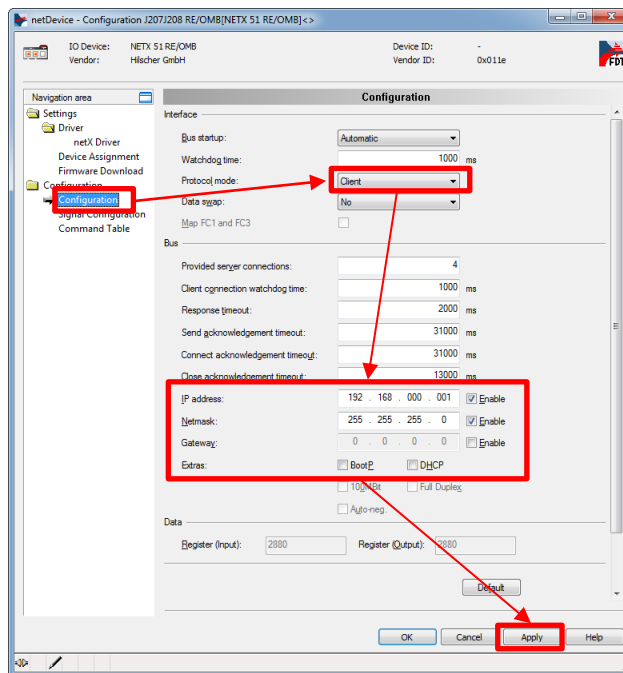 netDevice - Configuration J207J208 RE/OMB[NETX 51 RE/OMB]<>
IO Device: NETX 51 RE/OMB Device ID: -
Vendor: Hilscher GmbH Vendor ID: 0x011e
FDT
Navigation area
Settings
Driver
netX Driver
Device Assignment
Firmware Download
Configuration
Configuration
Signal Configuration
Command Table
Configuration
Interface
Bus startup: Automatic
Watchdog time: 1000 ms
Protocol mode: Client
Data swap: No
Map FC1 and FC3
Bus
Provided server connections: 4
Client connection watchdog time: 1000 ms
Response timeout: 2000 ms
Send acknowledgement timeout: 31000 ms
Connect acknowledgement timeout: 31000 ms
Close acknowledgement timeout: 13000 ms
IP address: 192 . 168 . 000 . 001 Enable
Netmask: 255 . 255 . 255 . 0 Enable
Gateway: 0 . 0 . 0 . 0 Enable
Extras: BootP DHCP
100MBit Full Duplex
Auto-neg.
Data
Register (Input): 2880 Register (Output): 2880
Default
OK Cancel Apply Help